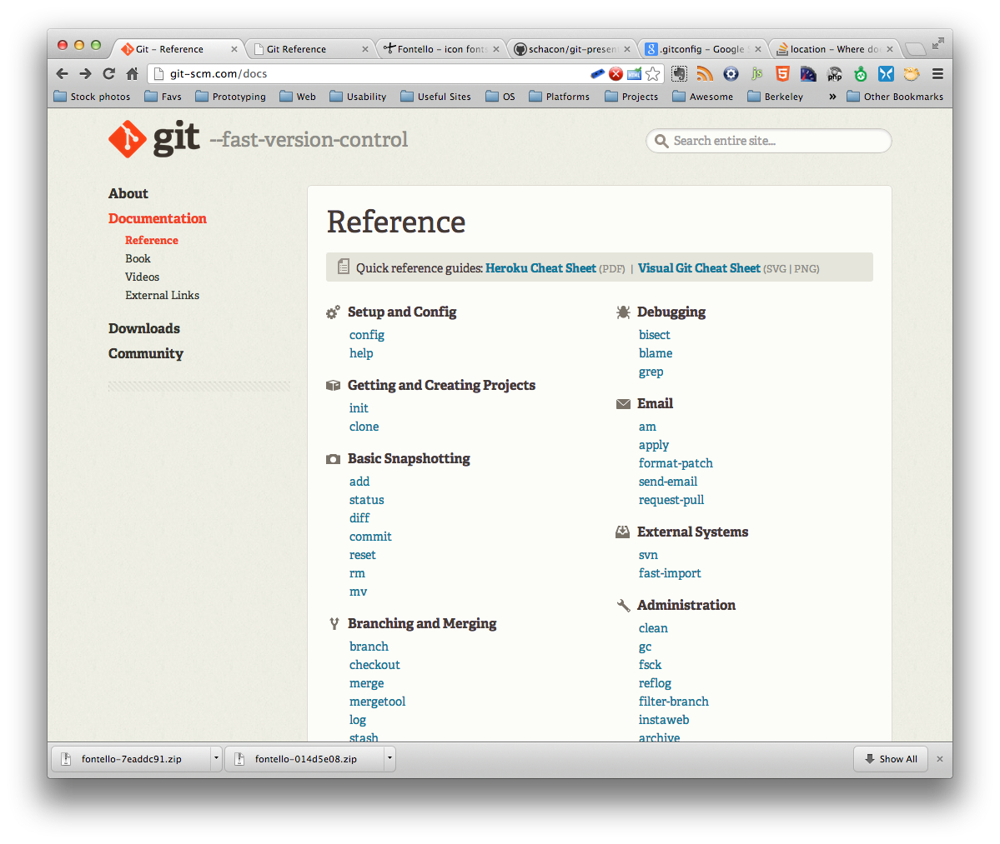 Git - Reference
Git Reference
Fontello - icon fonts
schacon/git-presen
.gitconfig - Google
location - Where do
git-scm.com/docs
Stock photos Favs Prototyping Web Usability Useful Sites OS Platforms Projects Awesome Berkeley » Other Bookmarks
git --fast-version-control
Search entire site...
About
Documentation
Reference
Book
Videos
External Links
Downloads
Community
Reference
Quick reference guides: Heroku Cheat Sheet (PDF) | Visual Git Cheat Sheet (SVG | PNG)
Setup and Config
config
help
Getting and Creating Projects
init
clone
Basic Snapshotting
add
status
diff
commit
reset
rm
mv
Branching and Merging
branch
checkout
merge
mergetool
log
stash
Debugging
bisect
blame
grep
Email
am
apply
format-patch
send-email
request-pull
External Systems
svn
fast-import
Administration
clean
gc
fsck
reflog
filter-branch
instaweb
archive
fontello-7eaddc91.zip
fontello-014d5e08.zip
Show All